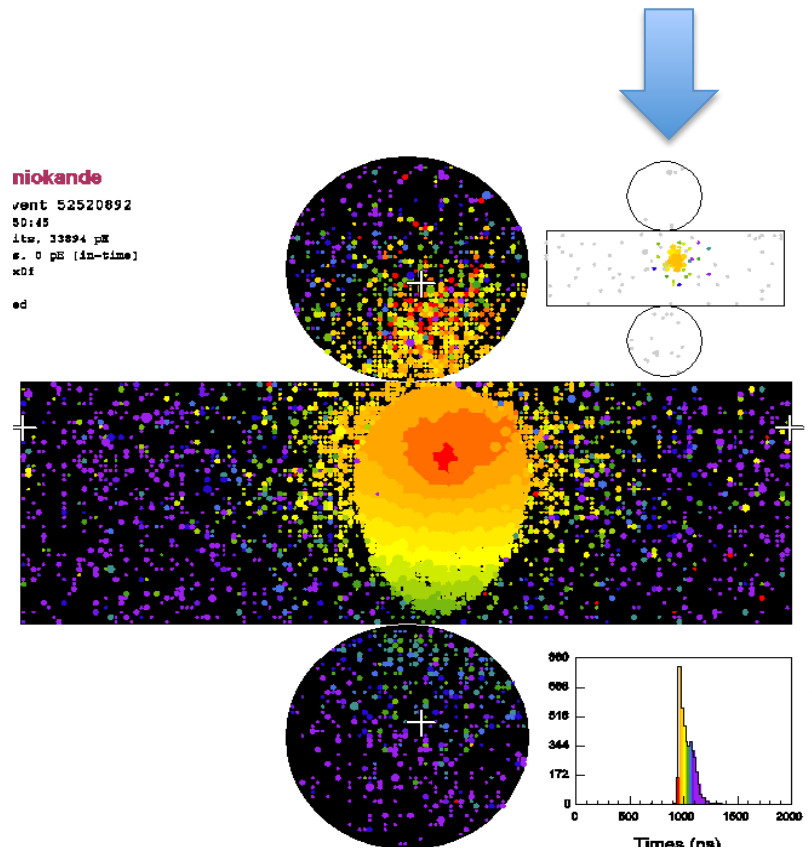 niokande
vent 52520892
50:45
its, 33894 pE
s, 0 pE [in-time]
x0f
ed
860
688
516
344
172
0
0 500 1000 1500 2000
Times (ns)